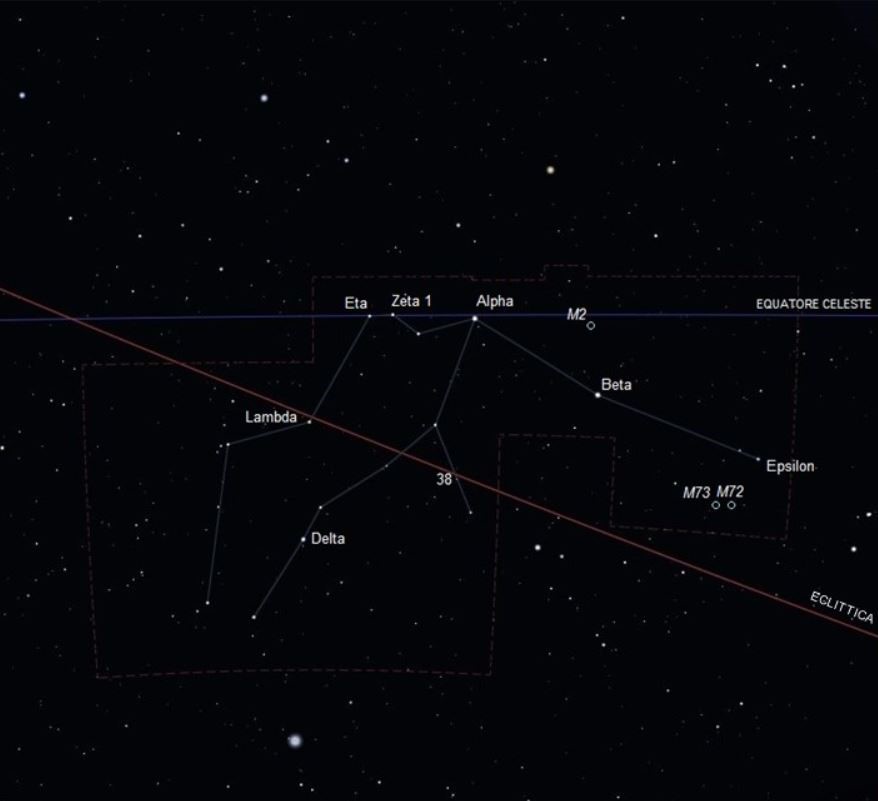 Eta
Zeta 1
Alpha
EQUATORE CELESTE
M2
Beta
Lambda
Epsilon
38
M73
M72
Delta
ECLITTICA